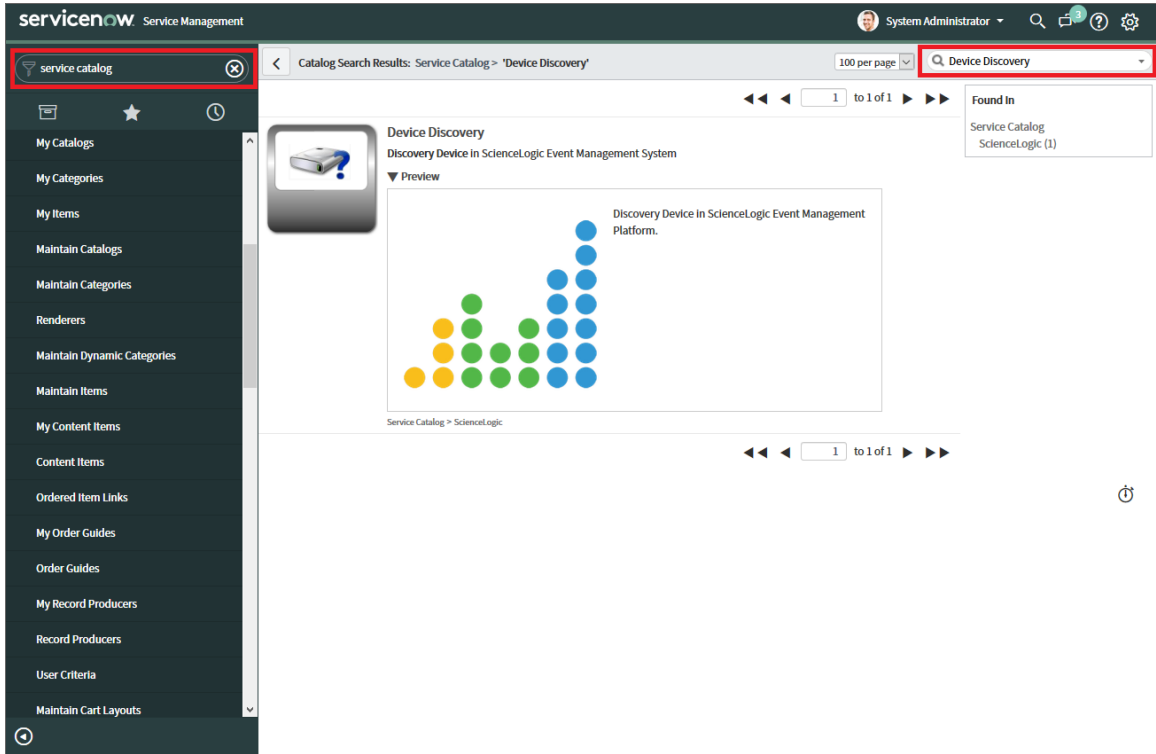 servicenow Service Management
System Administrator
3
service catalog
Catalog Search Results: Service Catalog > 'Device Discovery'
100 per page
Device Discovery
1 to 1 of 1
Found In
Service Catalog
ScienceLogic (1)
My Catalogs
My Categories
My Items
Maintain Catalogs
Maintain Categories
Renderers
Maintain Dynamic Categories
Maintain Items
My Content Items
Content Items
Ordered Item Links
My Order Guides
Order Guides
My Record Producers
Record Producers
User Criteria
Maintain Cart Layouts
Device Discovery
Discovery Device in ScienceLogic Event Management System
Preview
Discovery Device in ScienceLogic Event Management
Platform.
Service Catalog > ScienceLogic
1 to 1 of 1